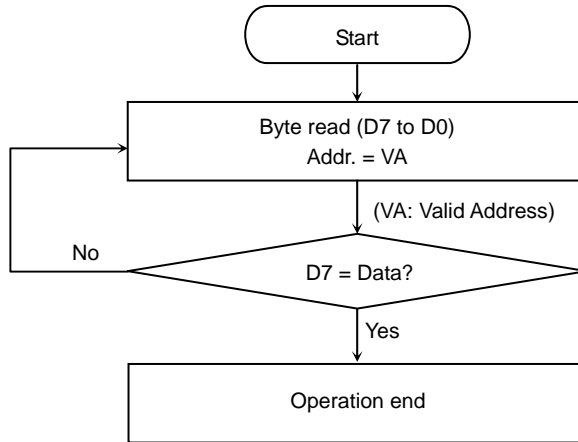 Start
Byte read (D7 to D0)
Addr. = VA
(VA: Valid Address)
No
D7 = Data?
Yes
Operation end